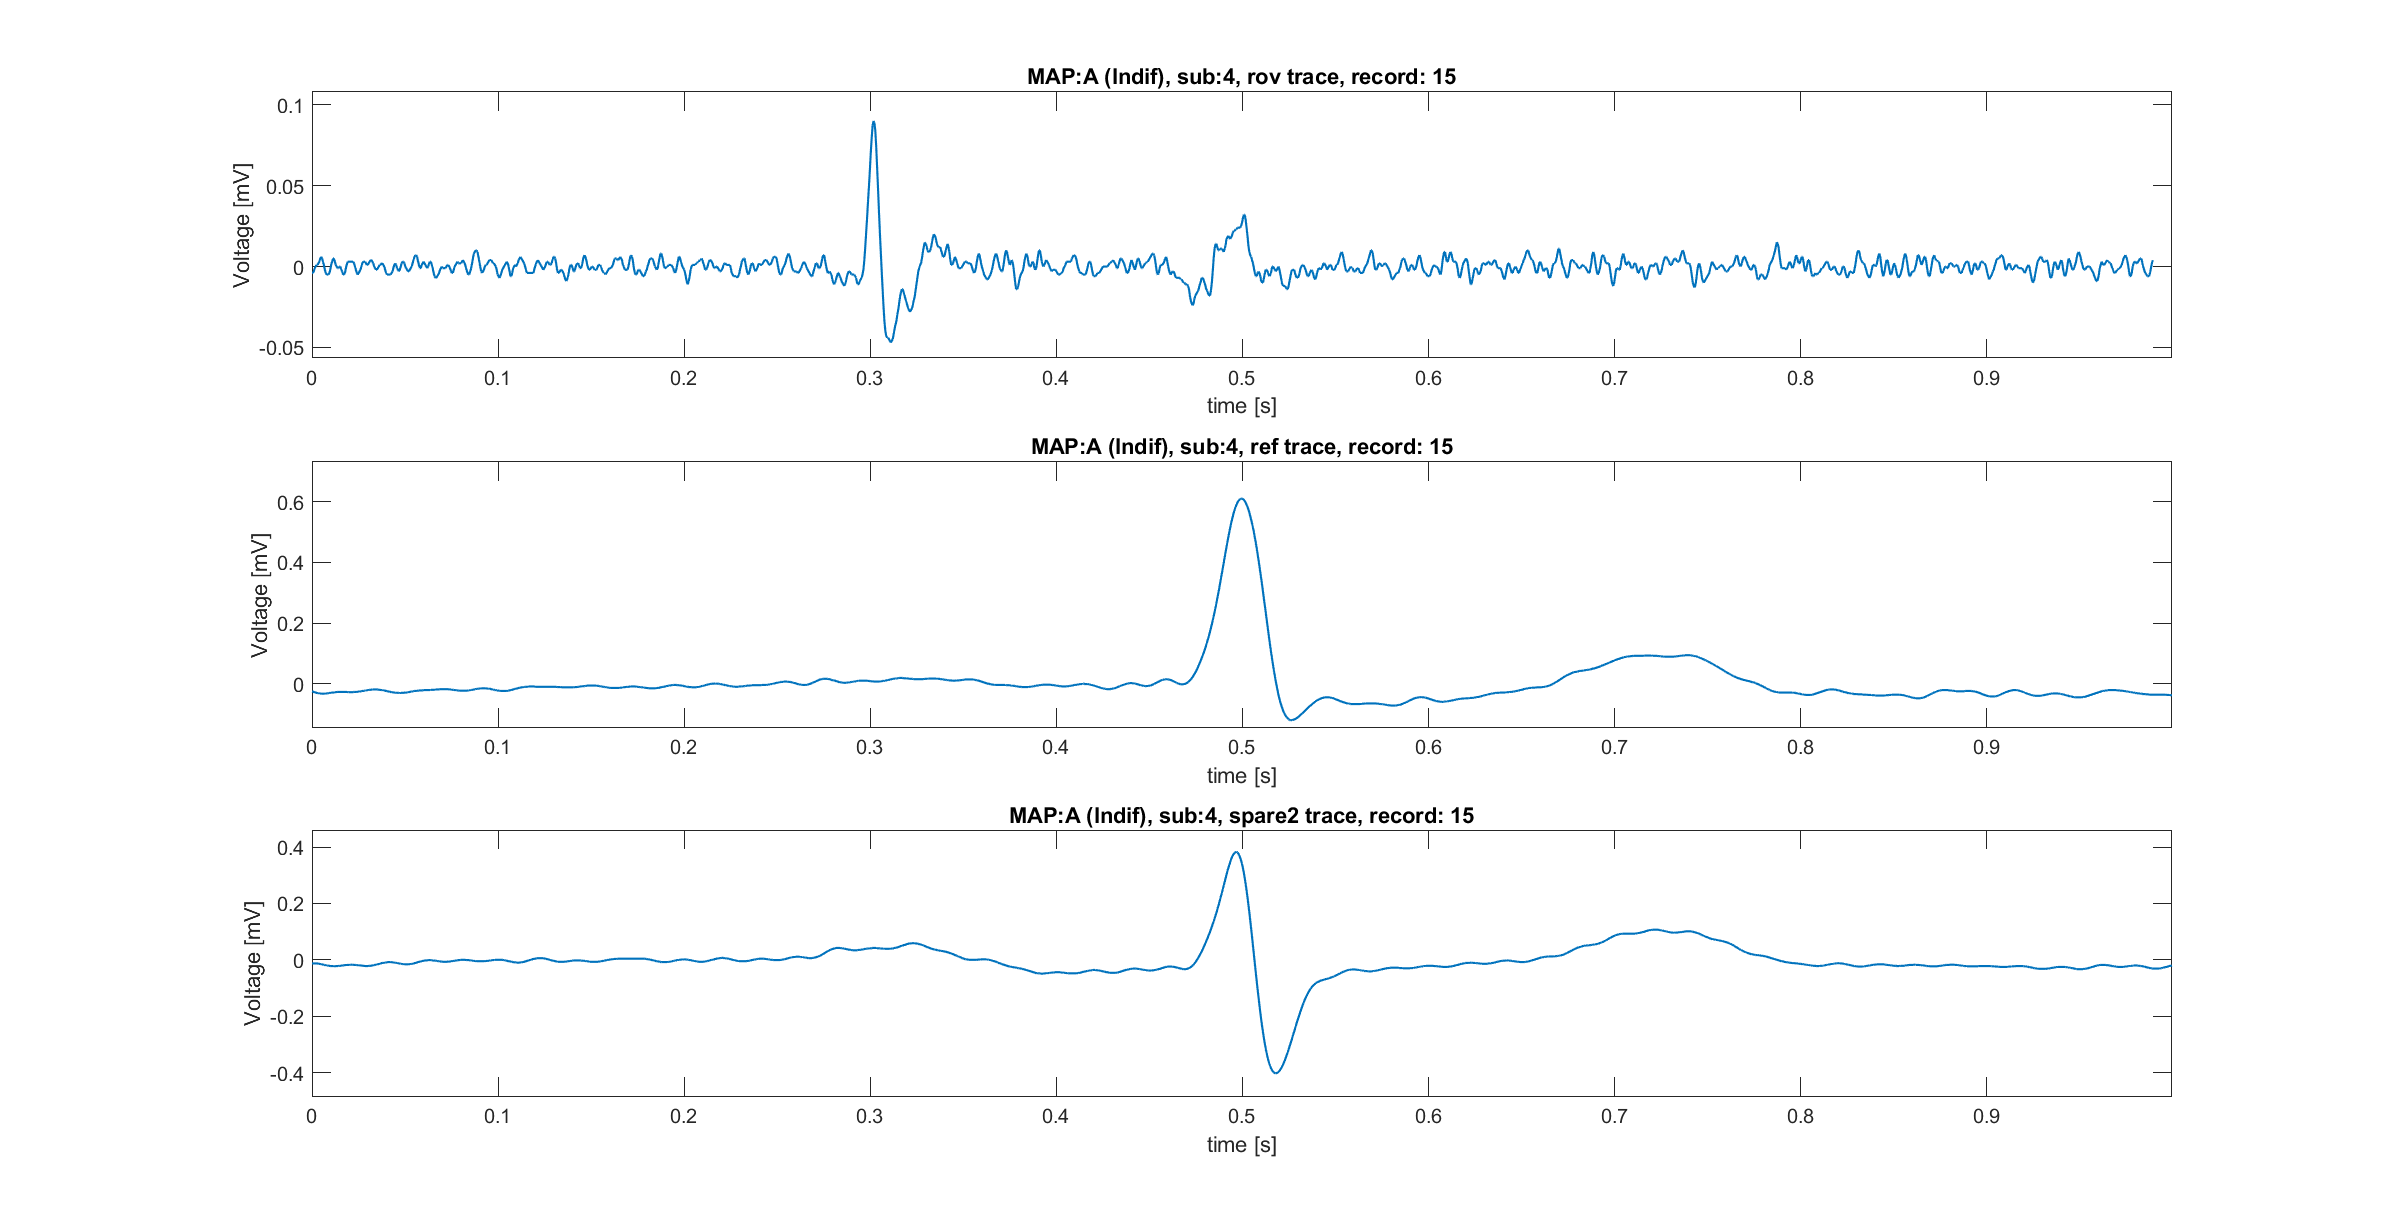 MAP:A (Indif), sub:4, rov trace, record: 15
0.1
0.05
0
-0.05
Voltage [mV]
0 0.1 0.2 0.3 0.4 0.5 0.6 0.7 0.8 0.9
time [s]
MAP:A (Indif), sub:4, ref trace, record: 15
0.6
0.4
0.2
0
Voltage [mV]
0 0.1 0.2 0.3 0.4 0.5 0.6 0.7 0.8 0.9
time [s]
MAP:A (Indif), sub:4, spare2 trace, record: 15
0.4
0.2
0
-0.2
-0.4
Voltage [mV]
0 0.1 0.2 0.3 0.4 0.5 0.6 0.7 0.8 0.9
time [s]